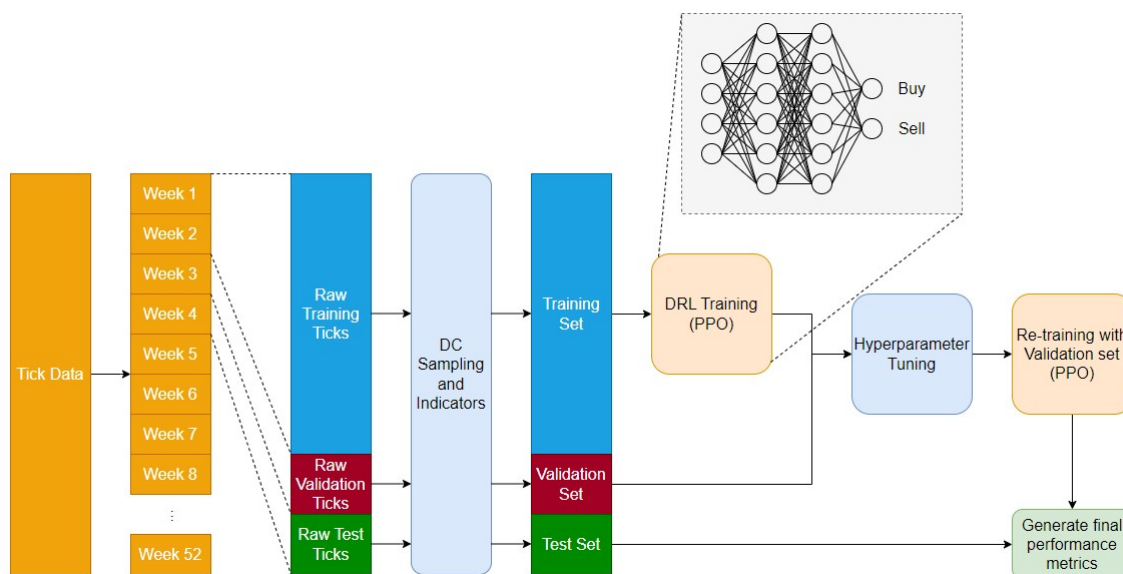 Buy
Sell
Tick Data
Week 1
Week 2
Week 3
Week 4
Week 5
Week 6
Week 7
Week 8
...
Week 52
Raw
Training
Ticks
Raw
Validation
Ticks
Raw Test
Ticks
DC
Sampling
and
Indicators
Training
Set
Validation
Set
Test Set
DRL Training
(PPO)
Hyperparameter
Tuning
Re-training with
Validation set
(PPO)
Generate final
performance
metrics